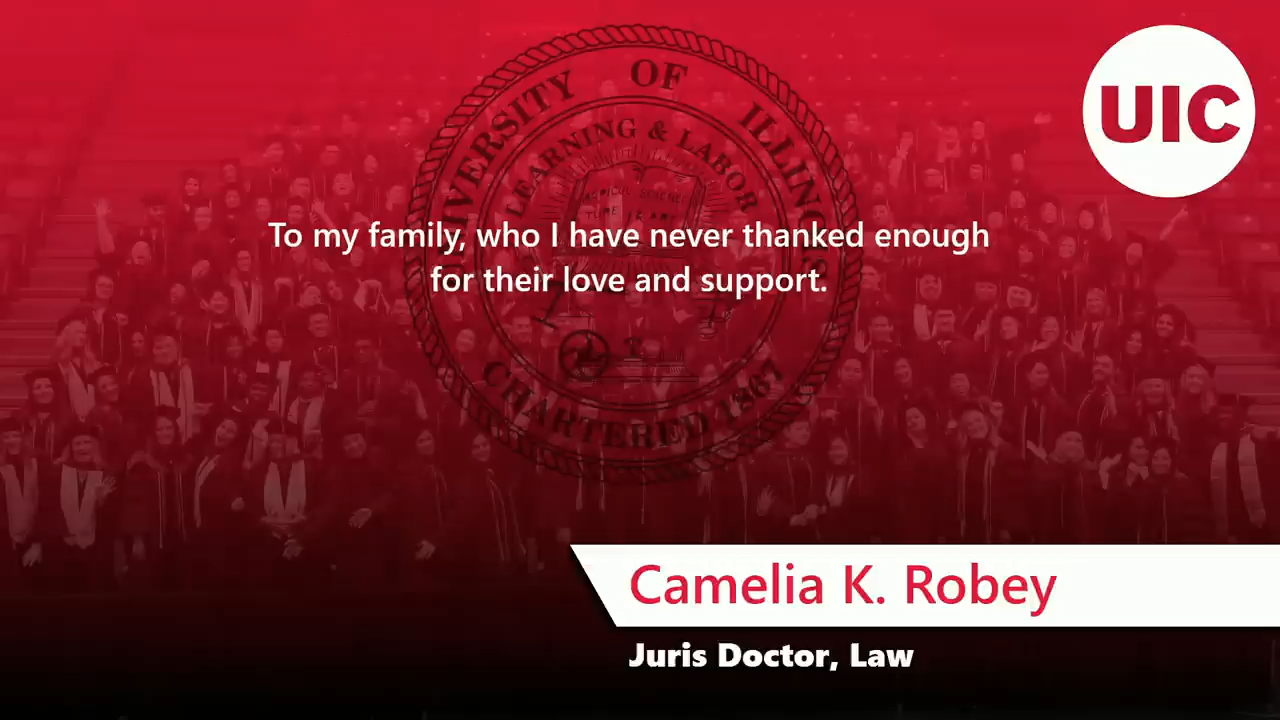 UNIVERSITY OF ILLINOIS
LEARNING & LABOR
UIC
To my family, who I have never thanked enough
for their love and support.
CHARTERED 1867
Camelia K. Robey
Juris Doctor, Law